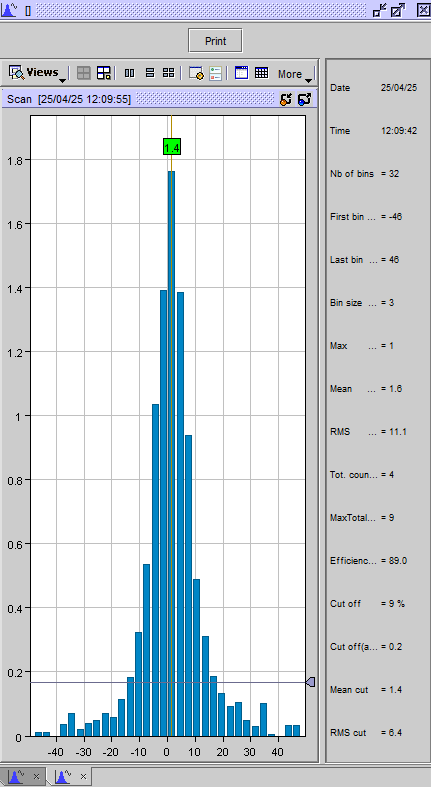 Print
Views
More
Scan [25/04/25 12:09:55]
1.4
1.8
1.6
1.4
1.2
1
0.8
0.6
0.4
0.2
0
-40 -30 -20 -10 0 10 20 30 40
Date 25/04/25
Time 12:09:42
Nb of bins = 32
First bin ... = -46
Last bin ... = 46
Bin size ... = 3
Max ... = 1
Mean ... = 1.6
RMS ... = 11.1
Tot. coun... = 4
MaxTotal... = 9
Efficienc... = 89.0
Cut off = 9 %
Cut off(a... = 0.2
Mean cut = 1.4
RMS cut = 6.4